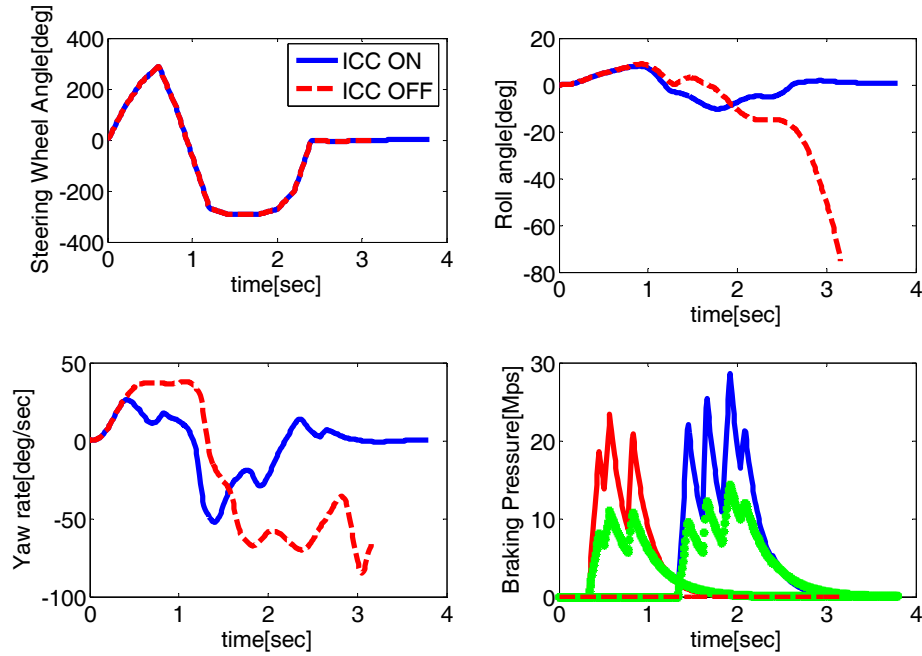 400
200
0
-200
-400
Steering Wheel Angle[deg]
0 1 2 3 4
time[sec]
ICC ON
ICC OFF
20
0
-20
-40
-60
-80
Roll angle[deg]
0 1 2 3 4
time[sec]
50
0
-50
-100
Yaw rate[deg/sec]
0 1 2 3 4
time[sec]
30
20
10
0
Braking Pressure[Mps]
0 1 2 3 4
time[sec]